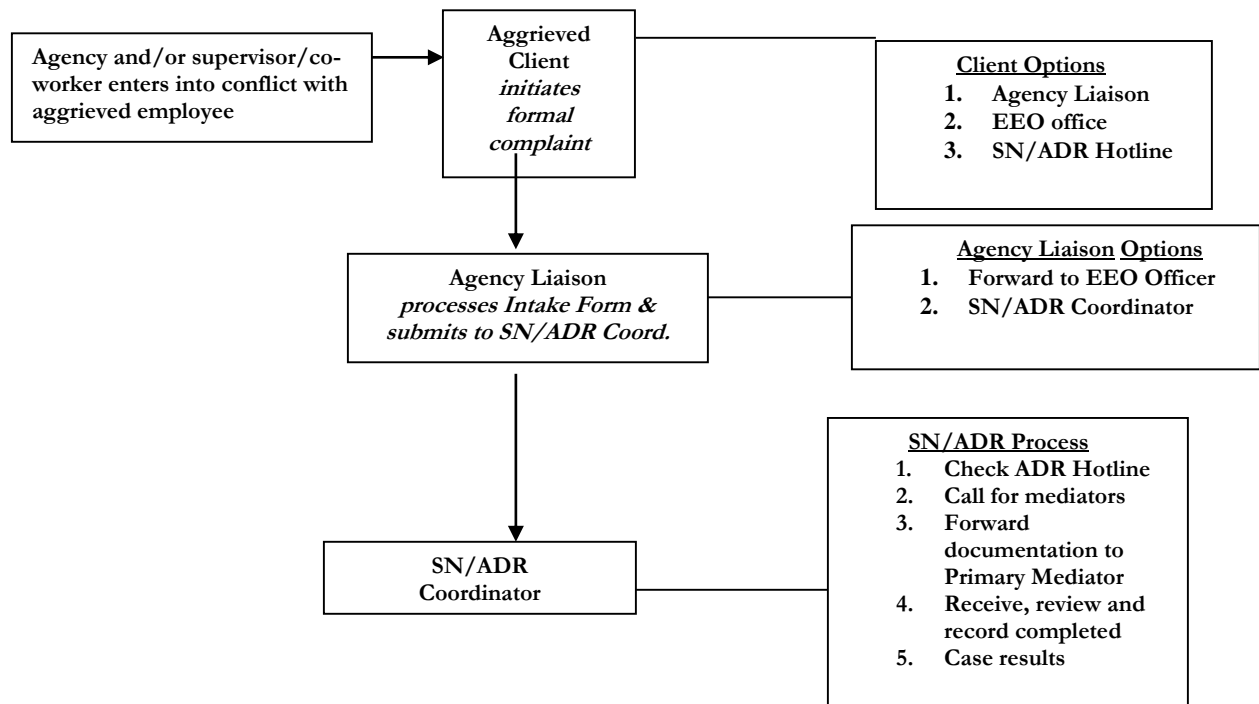 Agency and/or supervisor/co-
worker enters into conflict with
aggrieved employee
Aggrieved
Client
initiates
formal
complaint
Client Options
1. Agency Liaison
2. EEO office
3. SN/ADR Hotline
Agency Liaison
processes Intake Form &
submits to SN/ADR Coord.
Agency Liaison Options
1. Forward to EEO Officer
2. SN/ADR Coordinator
SN/ADR
Coordinator
SN/ADR Process
1. Check ADR Hotline
2. Call for mediators
3. Forward
documentation to
Primary Mediator
4. Receive, review and
record completed
5. Case results